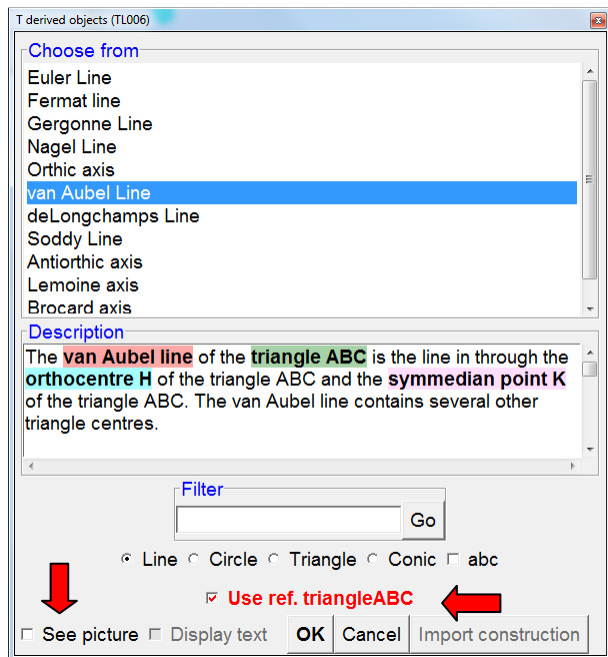 T derived objects (TL006)
Choose from
Euler Line
Fermat line
Gergonne Line
Nagel Line
Orthic axis
van Aubel Line
deLongchamps Line
Soddy Line
Antiorthic axis
Lemoine axis
Brocard axis
Description
The van Aubel line of the triangle ABC is the line in through the
orthocentre H of the triangle ABC and the symmedian point K
of the triangle ABC. The van Aubel line contains several other
triangle centres.
Filter
Go
Line Circle Triangle Conic abc
Use ref. triangleABC
See picture Display text OK Cancel Import construction